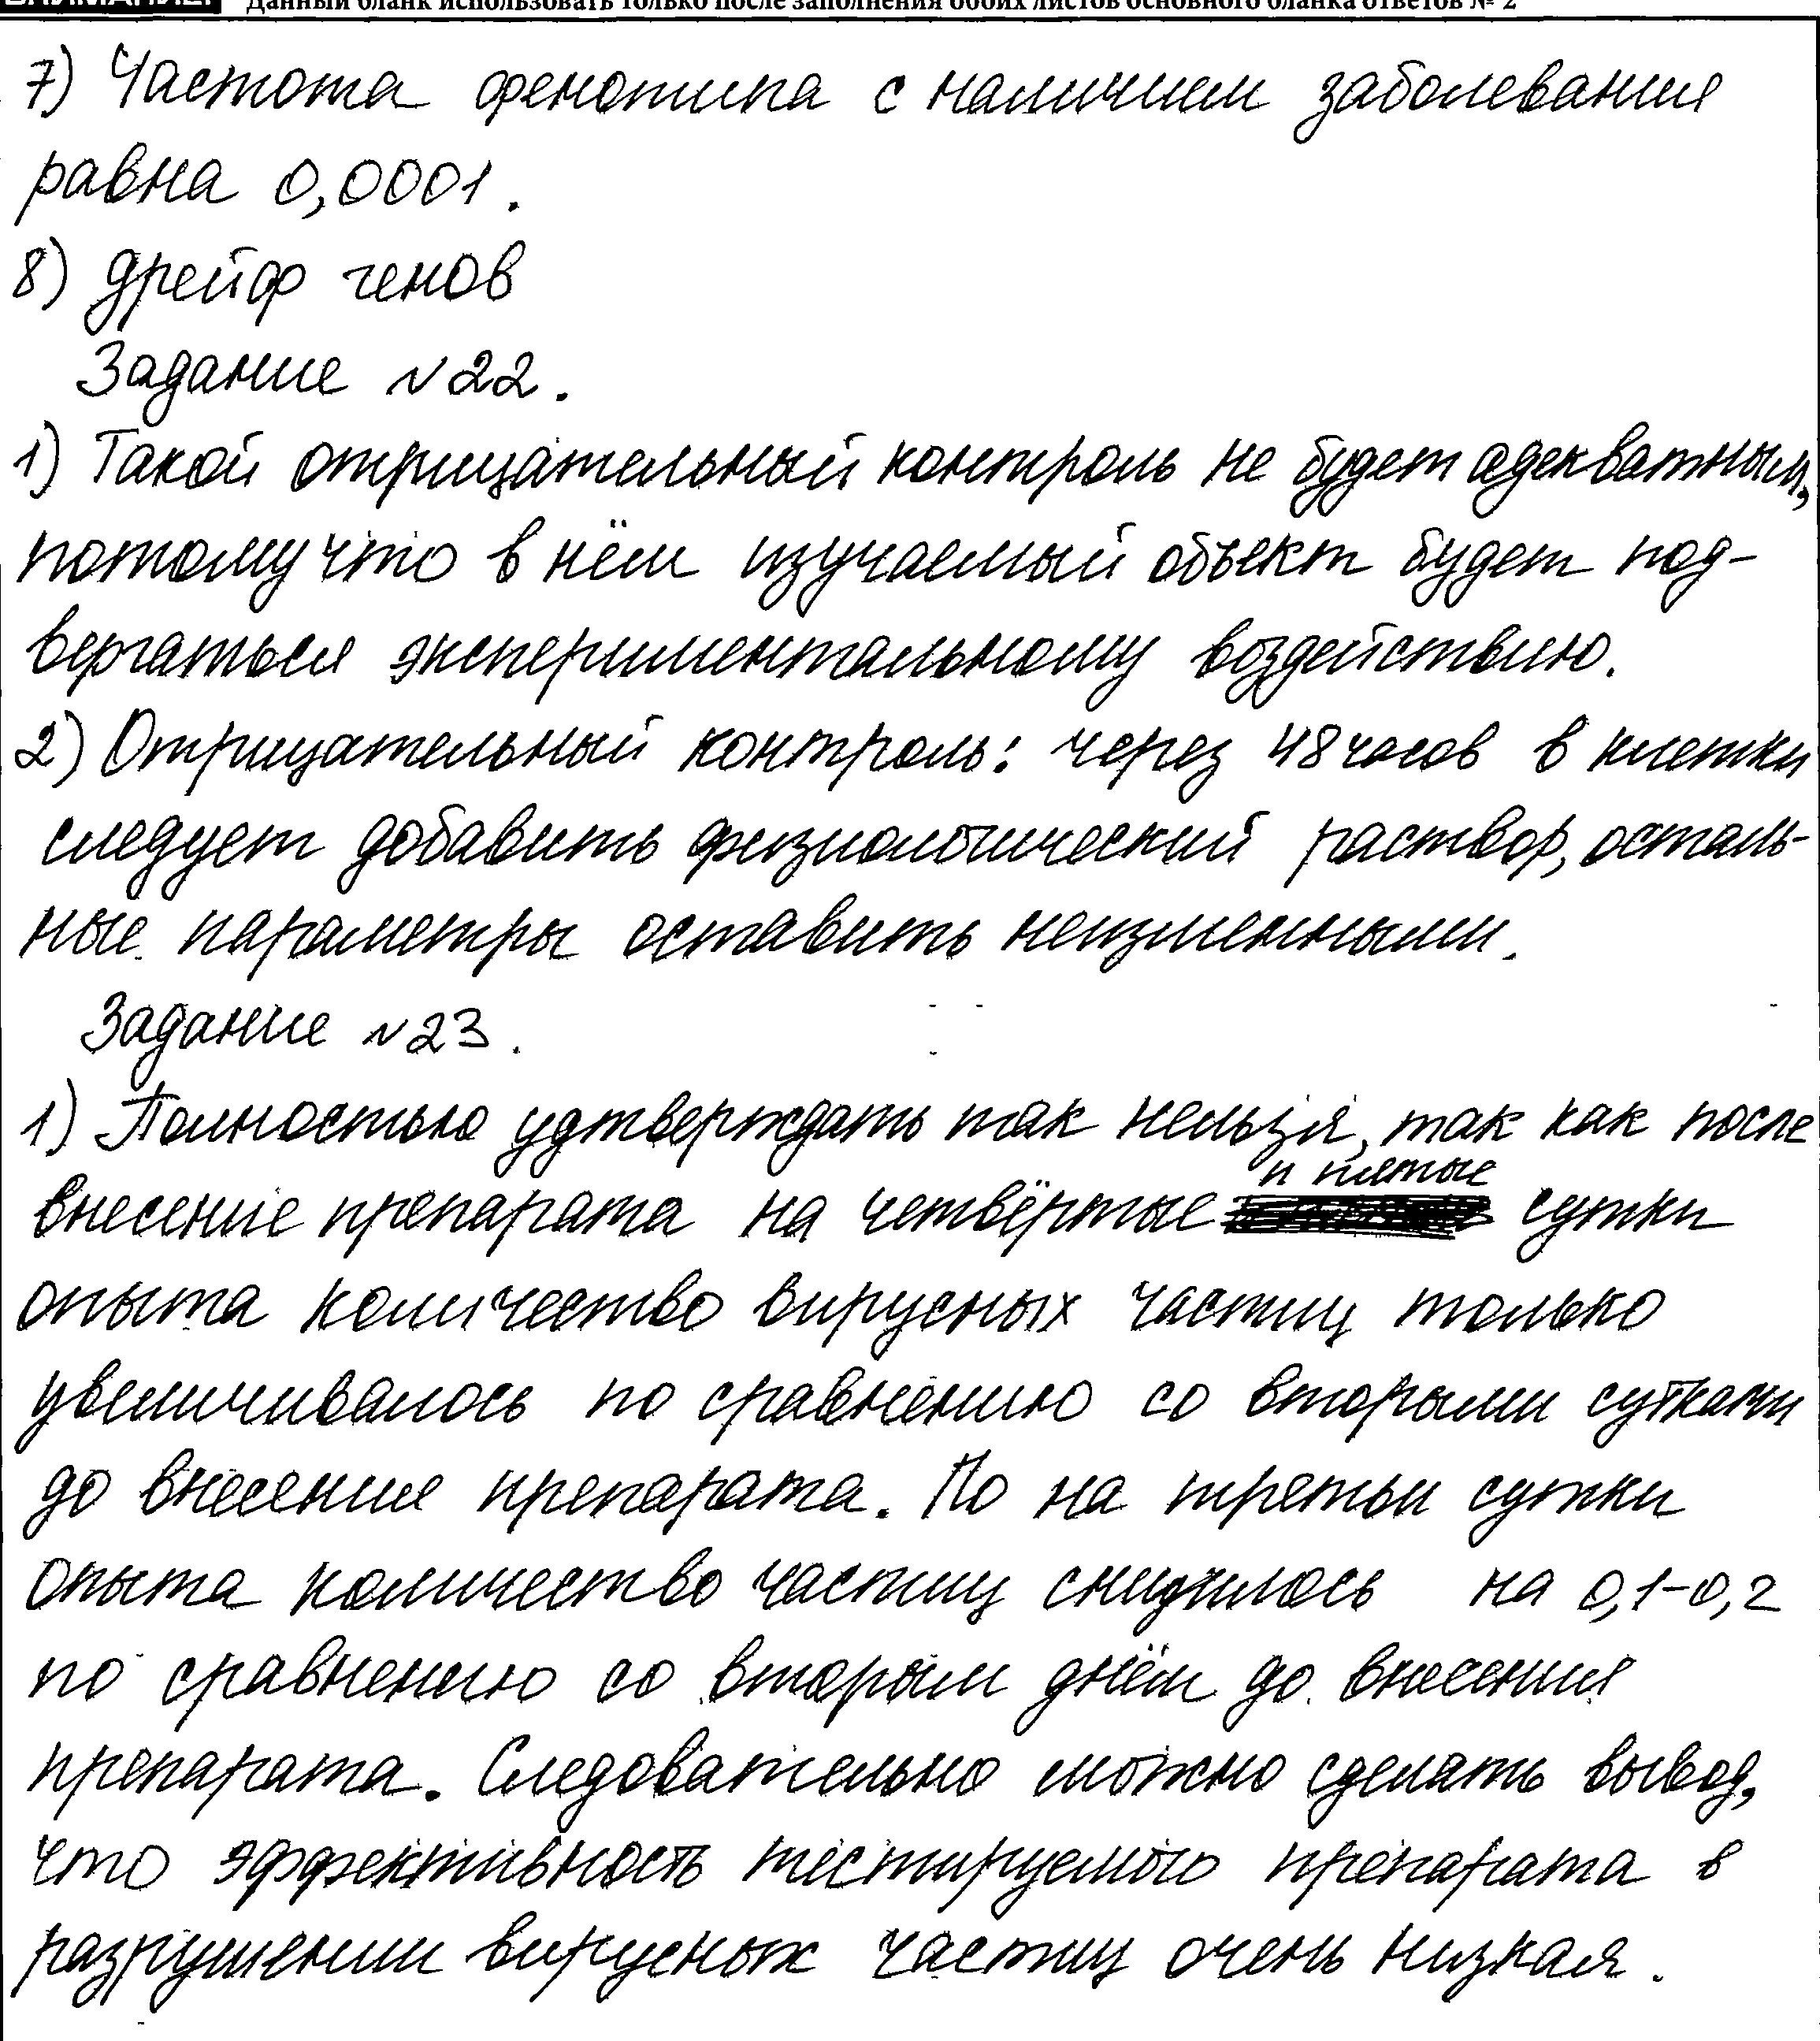 Данный бланк использовать только после заполнения обоих листов основного бланка ответов № 2
7) Частота фенотипа с наличием заболевания
равна 0,0001.
8) дрейф генов
Задание №22.
1) Такой отрицательный контроль не будет адекватным,
потому что в нём изучаемый объект будет под-
вергаться экспериментальному воздействию.
2) Отрицательный контроль: через 48 часов в клетки
следует добавить физиологический раствор, осталь-
ные параметры оставить неизменными.
Задание №23.
1) Полностью удтверждать так нельзя, так как после
и пятые
внесение препарата на четвёртые сутки
опыта количество вирусных частиц только
увеличивалось по сравнению со вторыми сутками
до внесения препарата. Но на третьи сутки
опыта количество частиц снизилось на 0,1-0,2
по сравнению со вторым днём до внесения
препарата. Следовательно можно сделать вывод,
что эффективность тестируемого препарата в
разрушении вирусных частиц очень низкая.